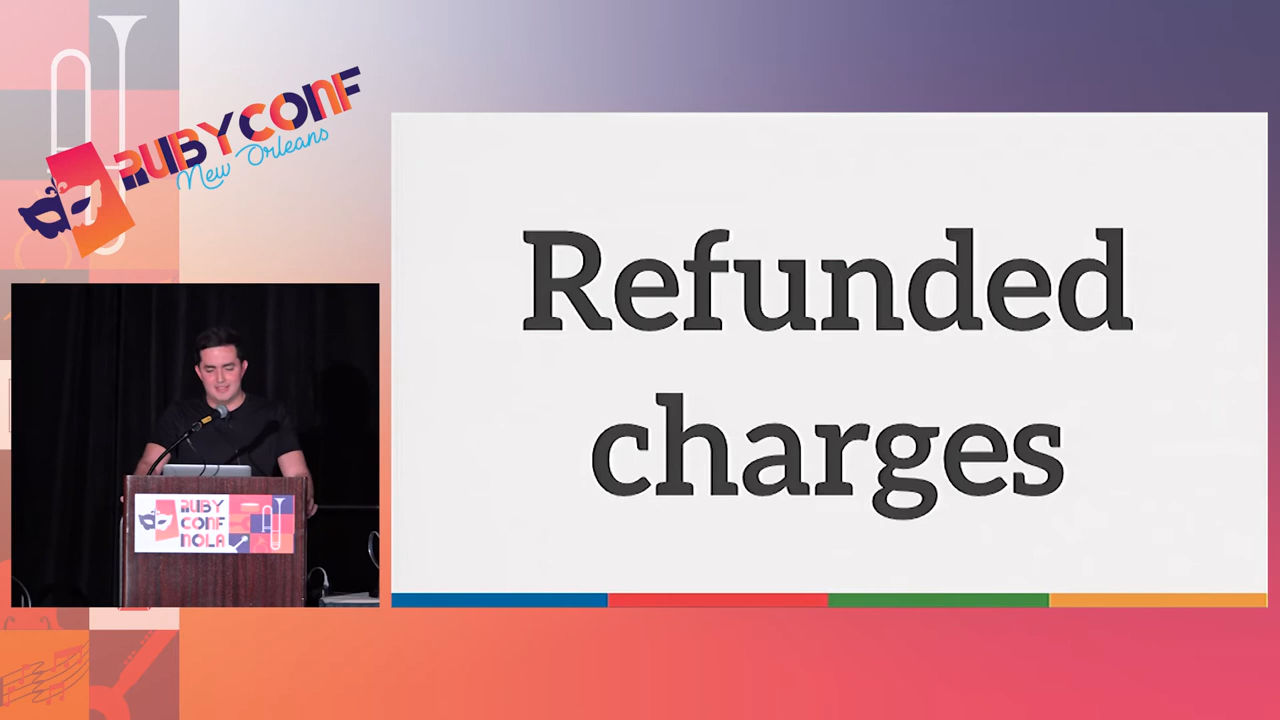 RUBYCONF
New Orleans
Refunded
charges
RUBY
CONF
NOLA